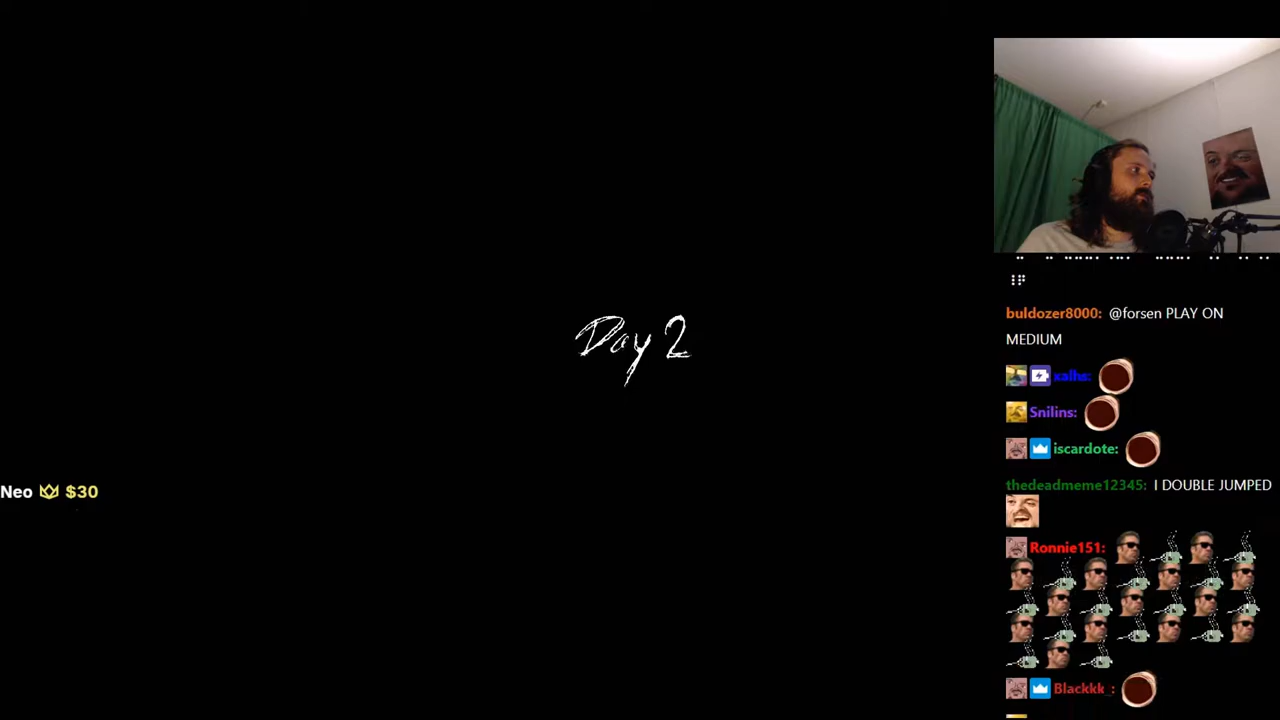 Day 2
Neo $30
buldozer8000: @forsen PLAY ON
MEDIUM
xalhs:
Snilins:
iscardote:
thedeadmeme12345: I DOUBLE JUMPED
Ronnie151:
Blackkk_: